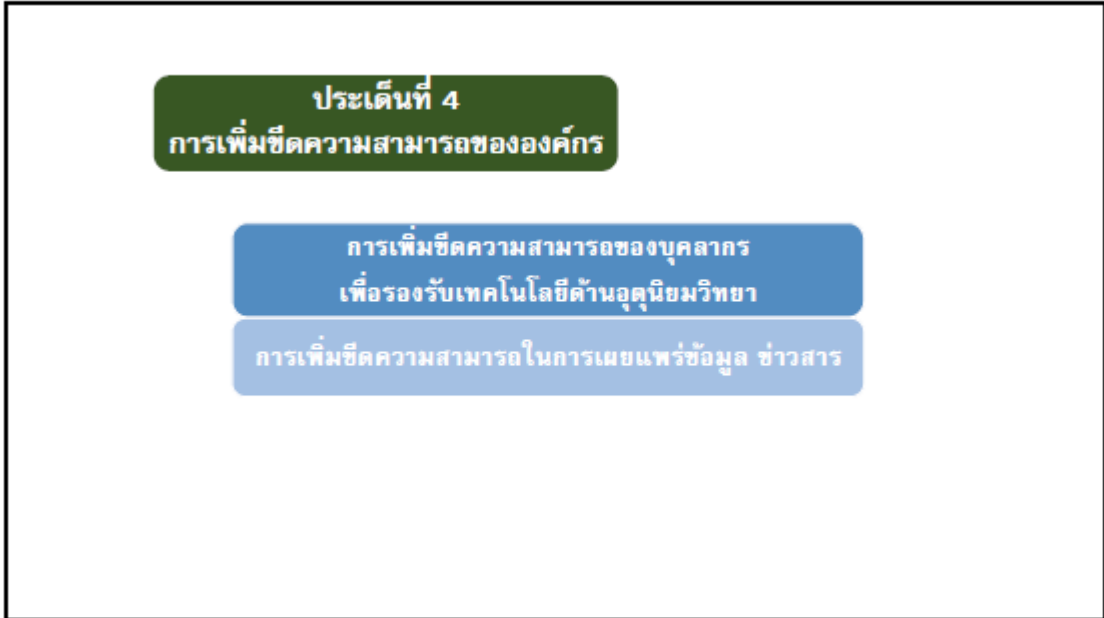 ประเด็นที่ 4
การเพิ่มขีดความสามารถขององค์กร
การเพิ่มขีดความสามารถของบุคลากร
เพื่อรองรับเทคโนโลยีด้านอุตุนิยมวิทยา
การเพิ่มขีดความสามารถในการเผยแพร่ข้อมูล ข่าวสาร